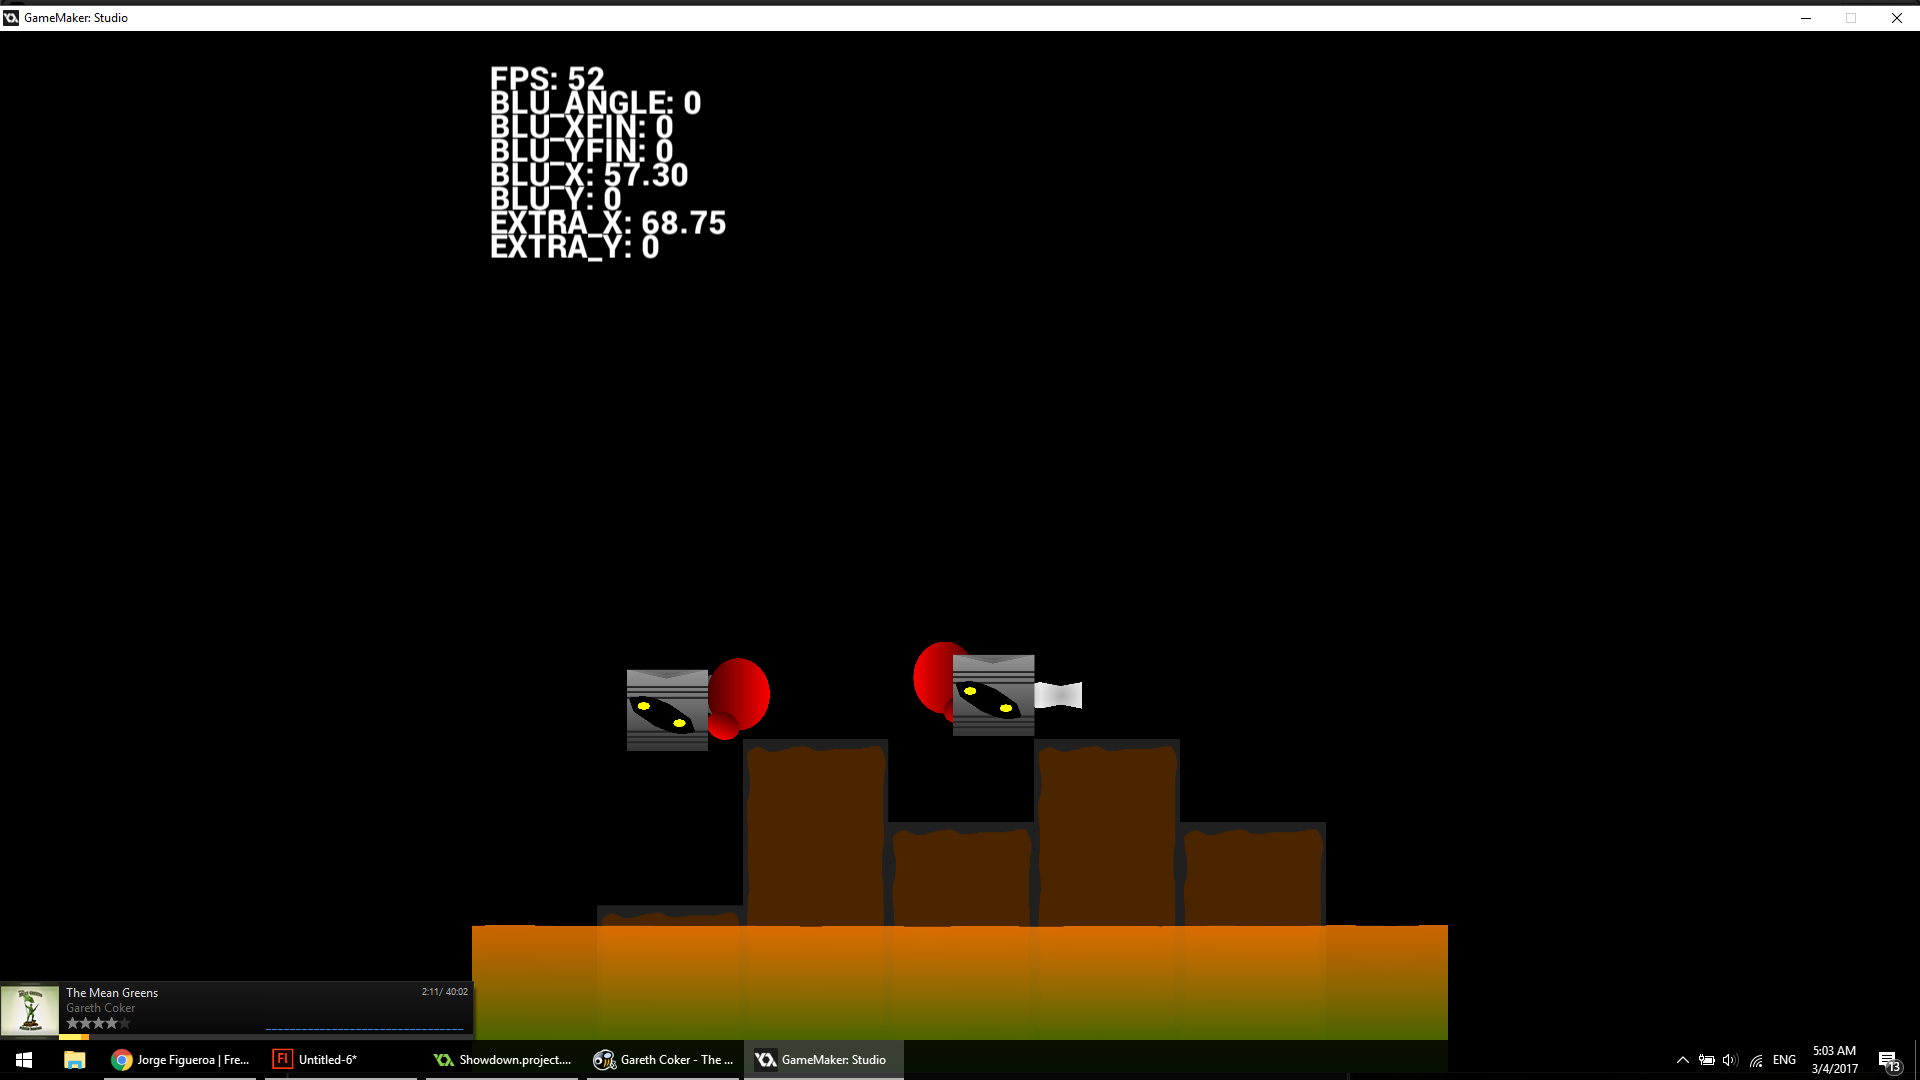 GameMaker: Studio
FPS: 52
BLU_ANGLE: 0
BLU_XFIN: 0
BLU_YFIN: 0
BLU_X: 57.30
BLU_Y: 0
EXTRA_X: 68.75
EXTRA_Y: 0
The Mean Greens
2:11/ 40:02
Gareth Coker
Jorge Figueroa | Fre...
Fl
Untitled-6*
Showdown.project....
Gareth Coker - The ...
GameMaker: Studio
ENG
5:03 AM
3/4/2017
13